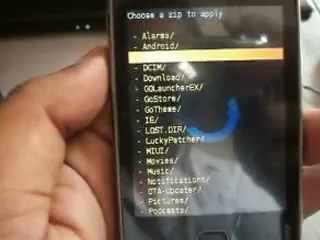 Choose a zip to apply
- Alarms/
- Android/
- DCIM/
- Download/
- GOLauncherEX/
- GoStore/
- GoTheme/
- IE/
- LOST.DIR/
- LuckyPatcher/
- MIUI/
- Movies/
- Music/
- Notifications/
- OTA-Updater/
- Pictures/
- Podcasts/